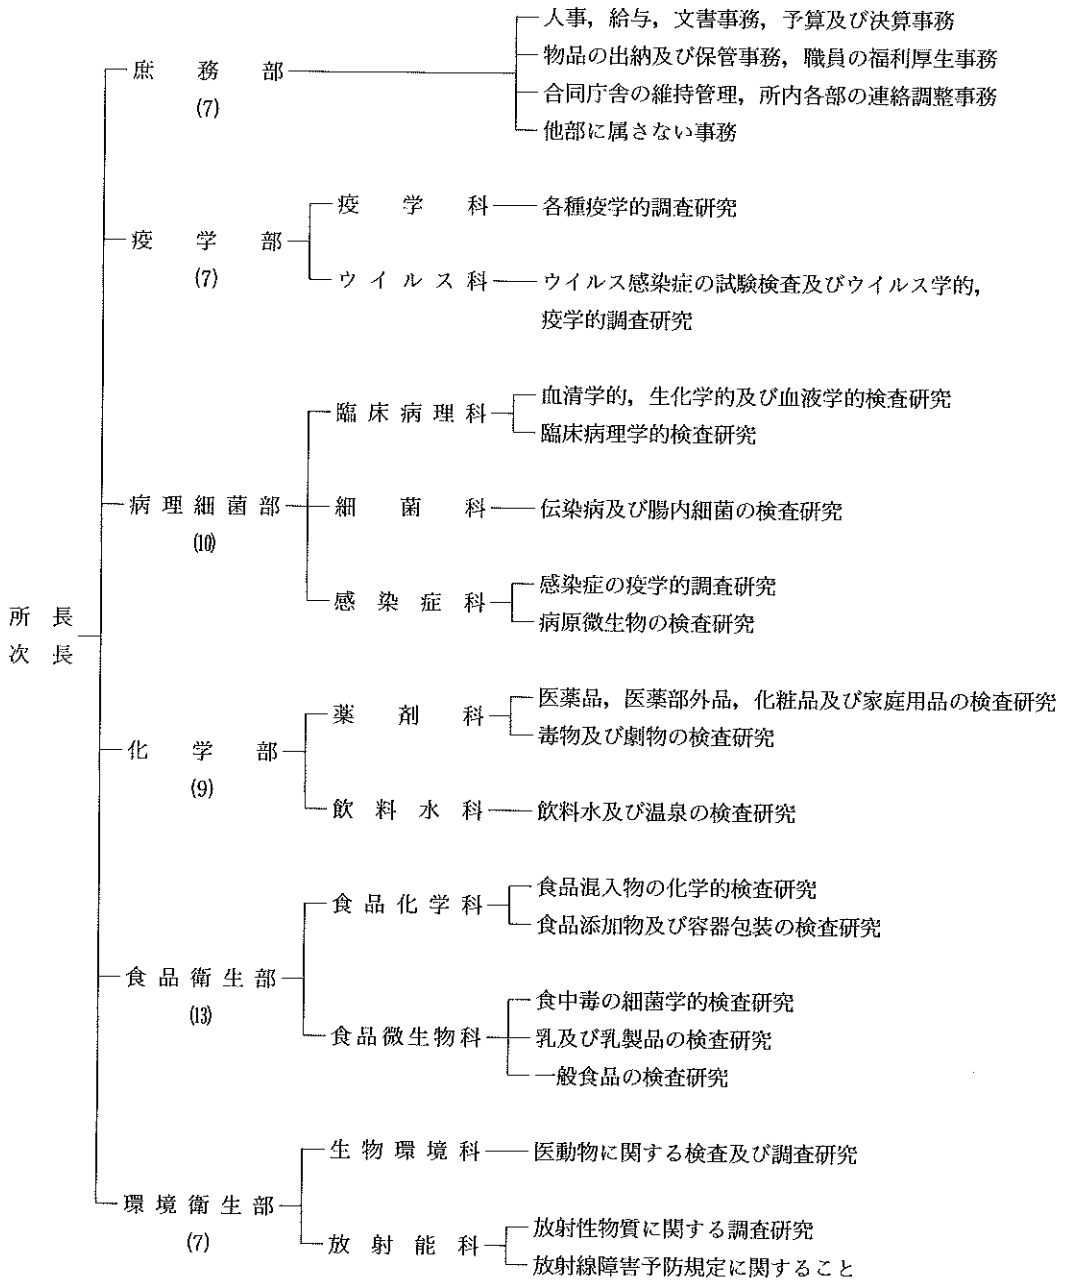 所長
次長
庶務部
(7)
人事，給与，文書事務，予算及び決算事務
物品の出納及び保管事務，職員の福利厚生事務
合同庁舎の維持管理，所内各部の連絡調整事務
他部に属さない事務
疫学部
(7)
疫学科
各種疫学的調査研究
ウイルス科
ウイルス感染症の試験検査及びウイルス学的，
疫学的調査研究
病理細菌部
(10)
臨床病理科
血清学的，生化学的及び血液学的検査研究
臨床病理学的検査研究
細菌科
伝染病及び腸内細菌の検査研究
感染症科
感染症の疫学的調査研究
病原微生物の検査研究
化学部
(9)
薬剤科
医薬品，医薬部外品，化粧品及び家庭用品の検査研究
毒物及び劇物の検査研究
飲料水科
飲料水及び温泉の検査研究
食品衛生部
(13)
食品化学科
食品混入物の化学的検査研究
食品添加物及び容器包装の検査研究
食品微生物科
食中毒の細菌学的検査研究
乳及び乳製品の検査研究
一般食品の検査研究
環境衛生部
(7)
生物環境科
医動物に関する検査及び調査研究
放射能科
放射性物質に関する調査研究
放射線障害予防規定に関すること